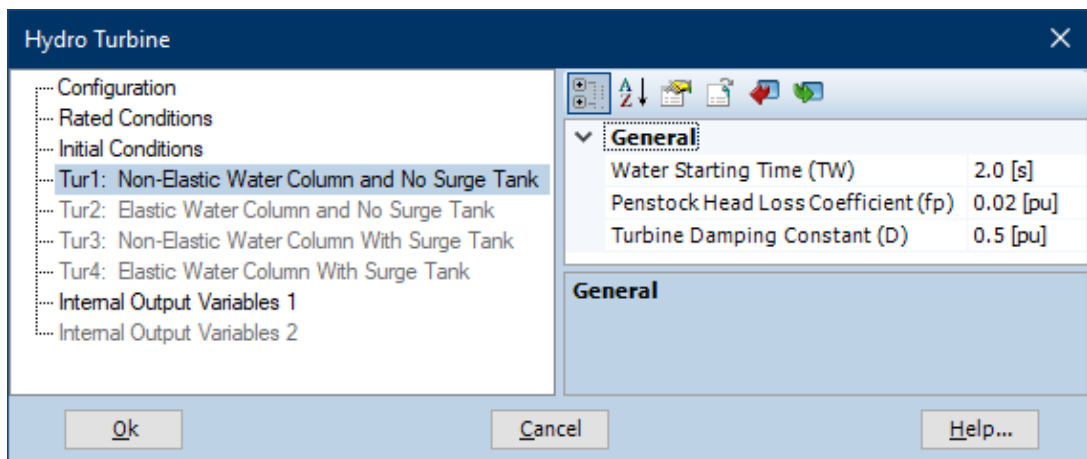 Hydro Turbine
Configuration
Rated Conditions
Initial Conditions
Tur1: Non-Elastic Water Column and No Surge Tank
Tur2: Elastic Water Column and No Surge Tank
Tur3: Non-Elastic Water Column With Surge Tank
Tur4: Elastic Water Column With Surge Tank
Internal Output Variables 1
Internal Output Variables 2
General
Water Starting Time (TW) 2.0 [s]
Penstock Head Loss Coefficient (fp) 0.02 [pu]
Turbine Damping Constant (D) 0.5 [pu]
General
Ok
Cancel
Help...